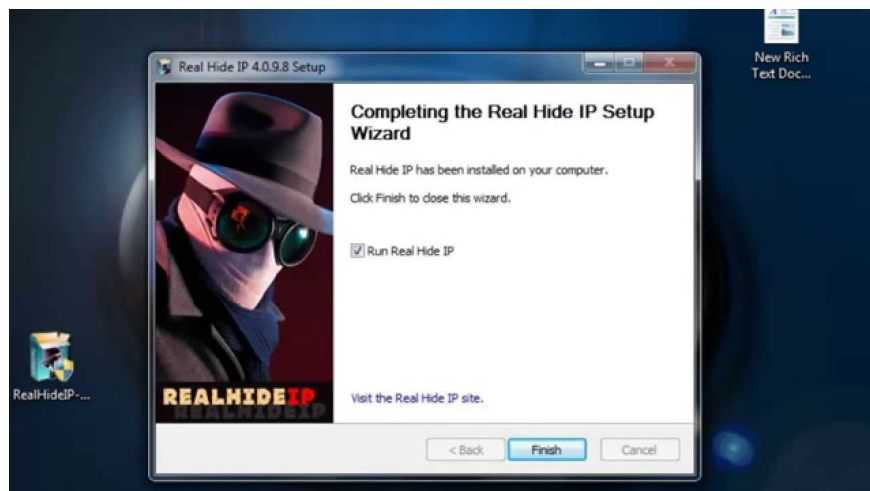 New Rich
Text Doc...
Real Hide IP 4.0.9.8 Setup
Completing the Real Hide IP Setup
Wizard
Real Hide IP has been installed on your computer.
Click Finish to close this wizard.
Run Real Hide IP
RealHideIP-...
REALHIDEIP
Visit the Real Hide IP site.
< Back
Finish
Cancel